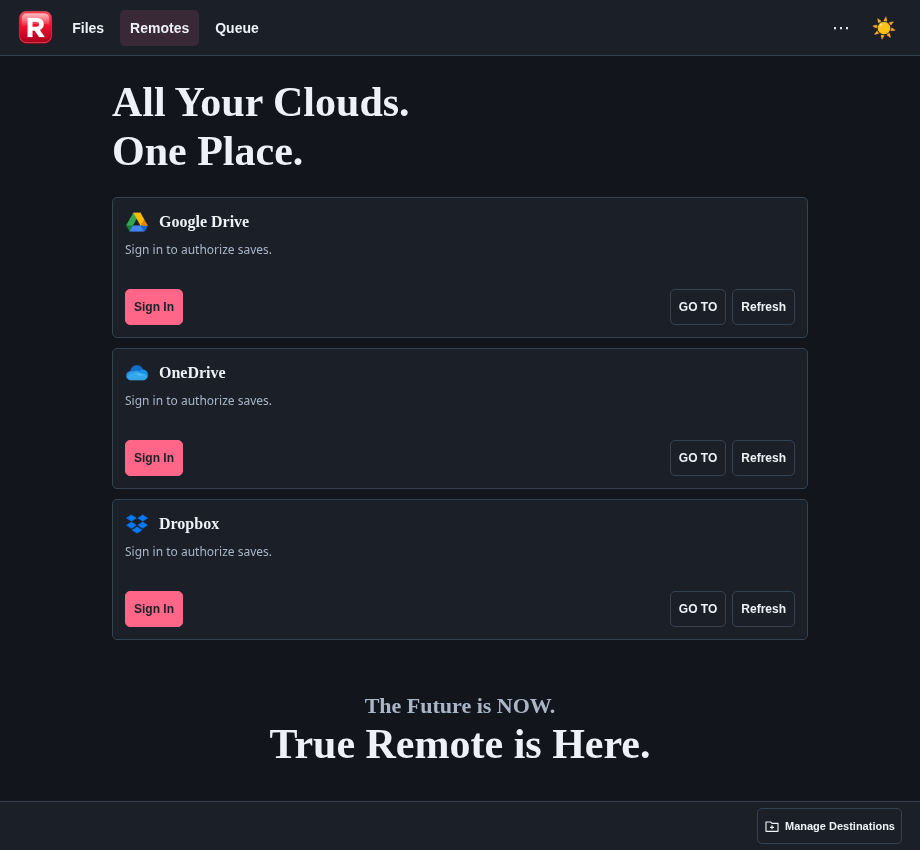 R Files Remotes Queue ...
All Your Clouds.
One Place.
Google Drive
Sign in to authorize saves.
Sign In GO TO Refresh
OneDrive
Sign in to authorize saves.
Sign In GO TO Refresh
Dropbox
Sign in to authorize saves.
Sign In GO TO Refresh
The Future is NOW.
True Remote is Here.
Manage Destinations